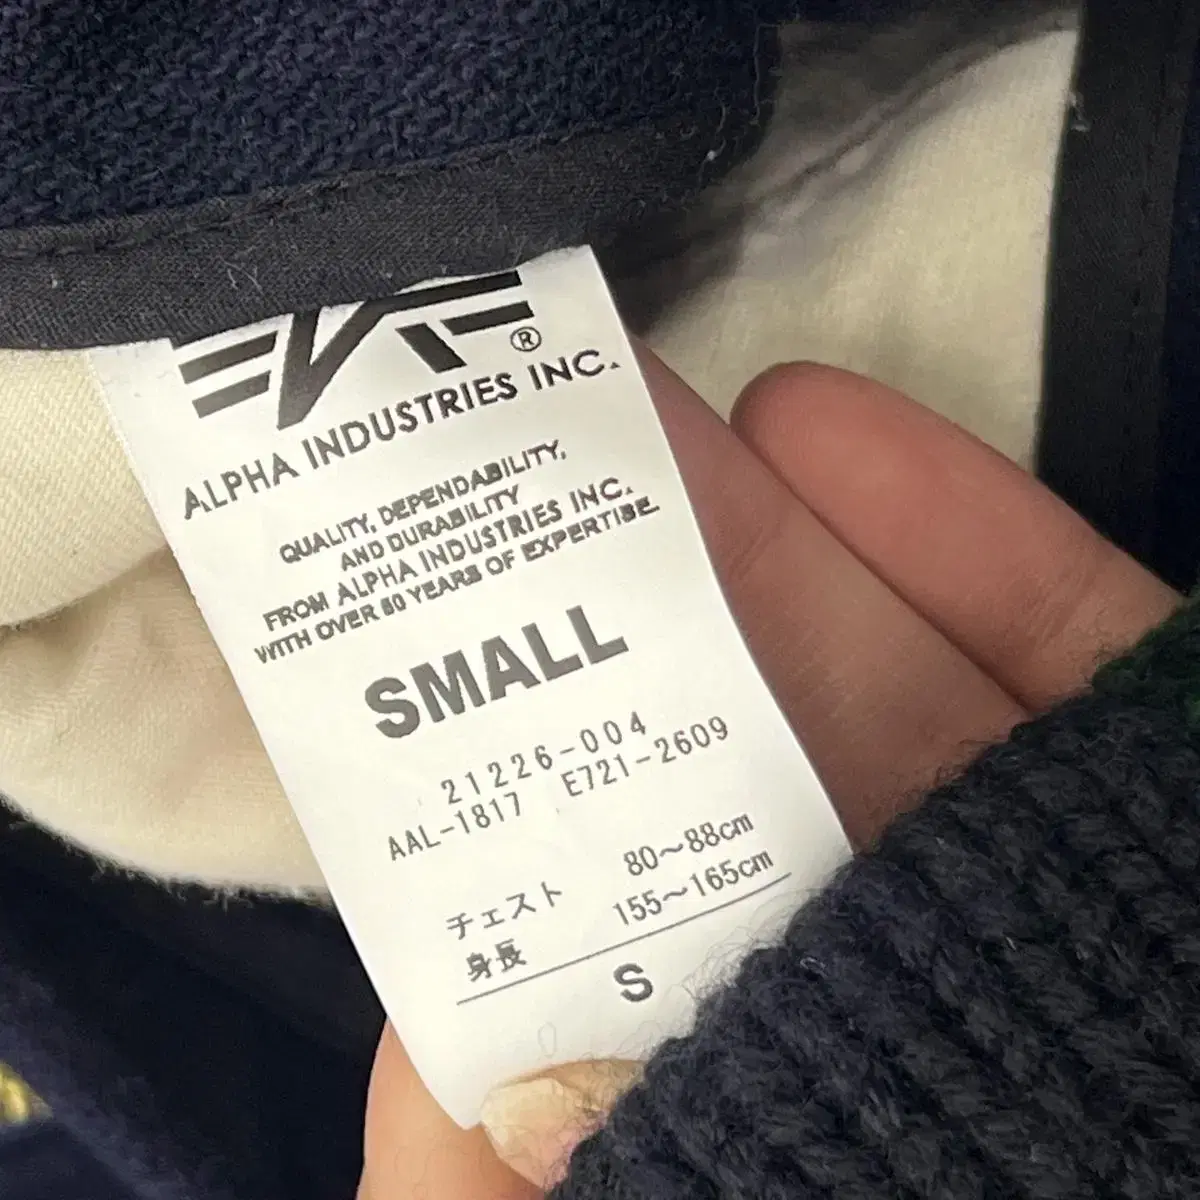 ®
ALPHA INDUSTRIES INC.
QUALITY, DEPENDABILITY,
AND DURABILITY
FROM ALPHA INDUSTRIES INC.
WITH OVER 50 YEARS OF EXPERTISE.
SMALL
21226-004
AAL-1817 E721-2609
チェスト 80～88cm
身長 155～165cm
S